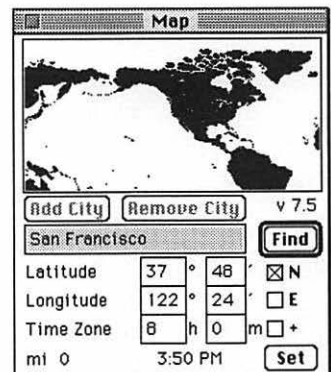 Map
Add City Remove City v 7.5
San Francisco Find
Latitude 37 ° 48 ´ N
Longitude 122 ° 24 ´ E
Time Zone 8 h 0 m +
mi 0 3:50 PM Set